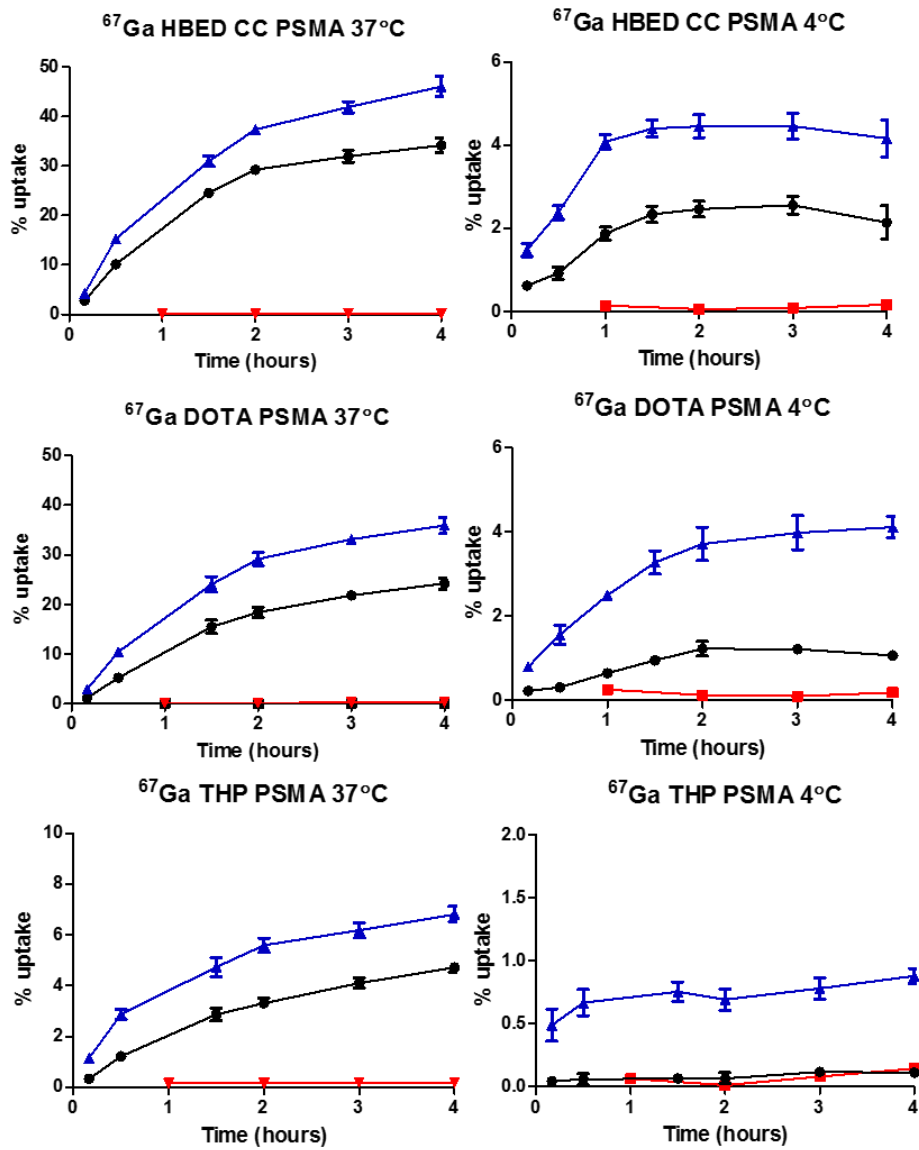 ⁶⁷Ga HBED CC PSMA 37°C
50
40
30
20
10
0
% uptake
0 1 2 3 4
Time (hours)
⁶⁷Ga HBED CC PSMA 4°C
6
4
2
0
% uptake
0 1 2 3 4
Time (hours)
⁶⁷Ga DOTA PSMA 37°C
50
40
30
20
10
0
% uptake
0 1 2 3 4
Time (hours)
⁶⁷Ga DOTA PSMA 4°C
6
4
2
0
% uptake
0 1 2 3 4
Time (hours)
⁶⁷Ga THP PSMA 37°C
10
8
6
4
2
0
% uptake
0 1 2 3 4
Time (hours)
⁶⁷Ga THP PSMA 4°C
2.0
1.5
1.0
0.5
0.0
% uptake
0 1 2 3 4
Time (hours)